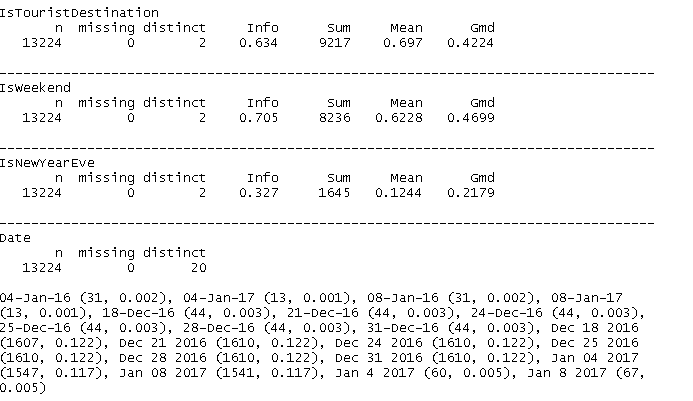 IsTouristDestination
n missing distinct Info Sum Mean Gmd
13224 0 2 0.634 9217 0.697 0.4224
--------------------------------------------------------------------------------
IsWeekend
n missing distinct Info Sum Mean Gmd
13224 0 2 0.705 8236 0.6228 0.4699
--------------------------------------------------------------------------------
IsNewYearEve
n missing distinct Info Sum Mean Gmd
13224 0 2 0.327 1645 0.1244 0.2179
--------------------------------------------------------------------------------
Date
n missing distinct
13224 0 20
04-Jan-16 (31, 0.002), 04-Jan-17 (13, 0.001), 08-Jan-16 (31, 0.002), 08-Jan-17
(13, 0.001), 18-Dec-16 (44, 0.003), 21-Dec-16 (44, 0.003), 24-Dec-16 (44, 0.003),
25-Dec-16 (44, 0.003), 28-Dec-16 (44, 0.003), 31-Dec-16 (44, 0.003), Dec 18 2016
(1607, 0.122), Dec 21 2016 (1610, 0.122), Dec 24 2016 (1610, 0.122), Dec 25 2016
(1610, 0.122), Dec 28 2016 (1610, 0.122), Dec 31 2016 (1610, 0.122), Jan 04 2017
(1547, 0.117), Jan 08 2017 (1541, 0.117), Jan 4 2017 (60, 0.005), Jan 8 2017 (67,
0.005)